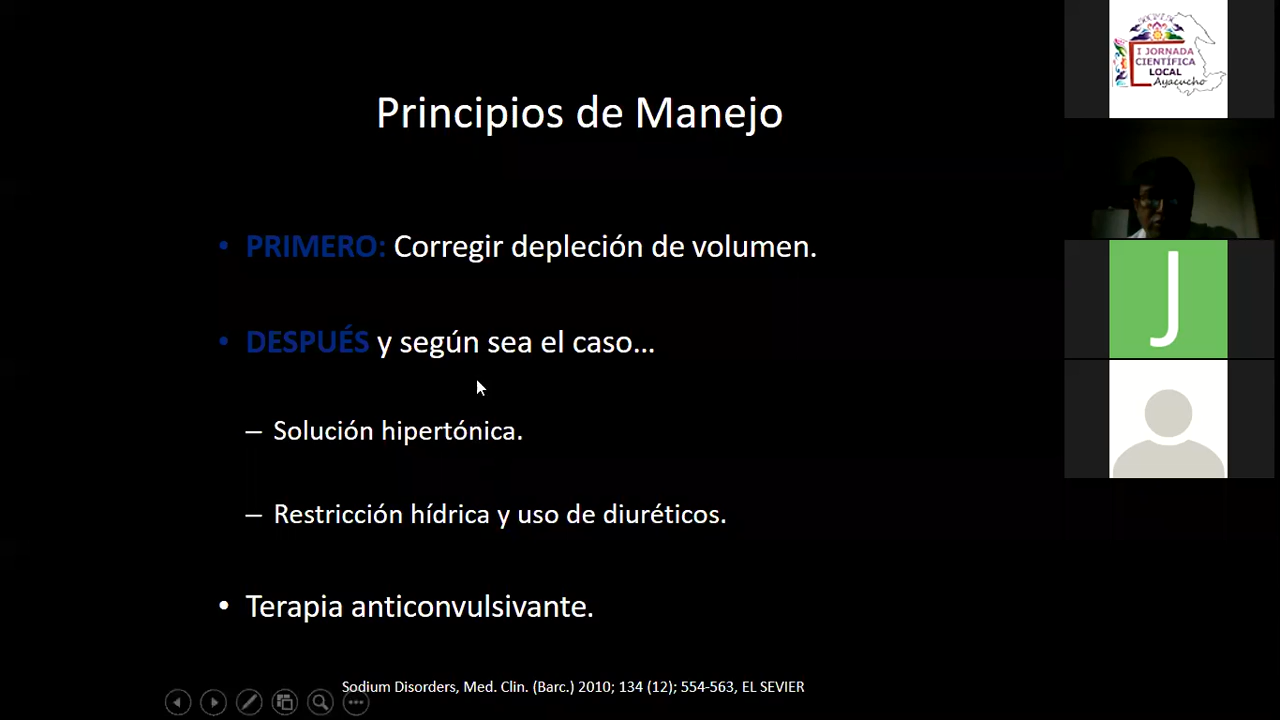 Principios de Manejo
• PRIMERO: Corregir depleción de volumen.
• DESPUÉS y según sea el caso...
– Solución hipertónica.
– Restricción hídrica y uso de diuréticos.
• Terapia anticonvulsivante.
Sodium Disorders, Med. Clin. (Barc.) 2010; 134 (12); 554-563, EL SEVIER
I JORNADA
CIENTÍFICA
LOCAL
Ayacucho
J